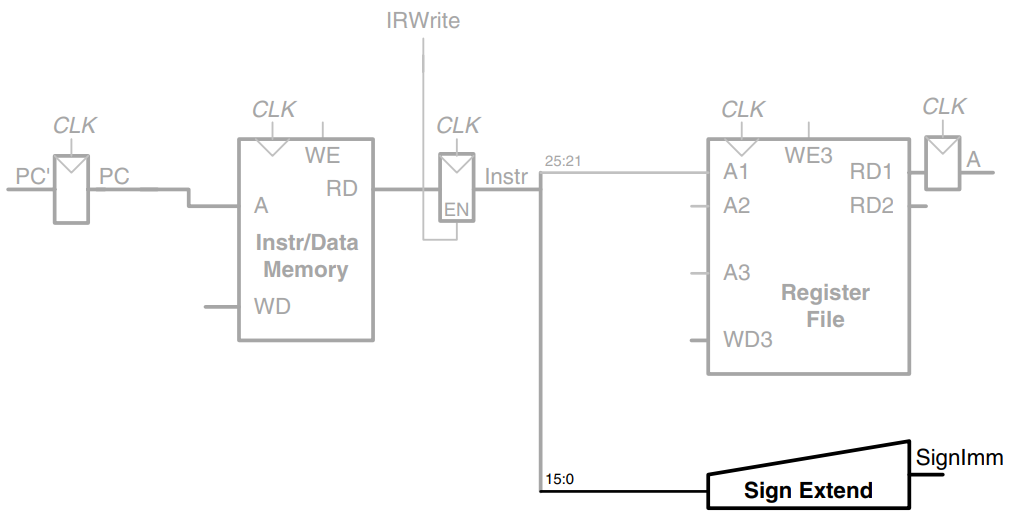 IRWrite
CLK
CLK
CLK
CLK
CLK
PC'
PC
WE
RD
A
Instr/Data
Memory
WD
EN
Instr
25:21
A1
A2
A3
WD3
WE3
RD1
RD2
Register
File
A
15:0
Sign Extend
SignImm